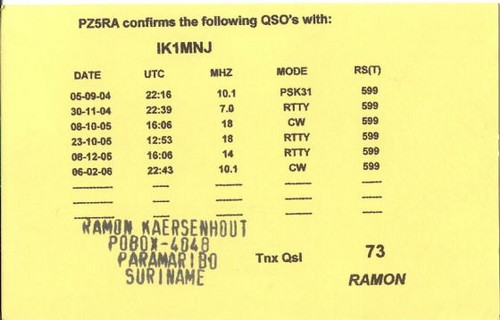 PZ5RA confirms the following QSO's with:
IK1MNJ
DATE UTC MHZ MODE RS(T)
05-09-04 22:16 10.1 PSK31 599
30-11-04 22:39 7.0 RTTY 599
08-10-05 16:06 18 CW 599
23-10-05 12:53 18 RTTY 599
08-12-05 16:06 14 RTTY 599
06-02-06 22:43 10.1 CW 599
RAMON KAERSENHOUT
POBOX-4048
PARAMARIBO
SURINAME
Tnx Qsl 73
RAMON